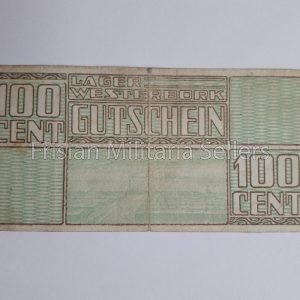 100
CENT
LAGER
WESTERBORK
GUTSCHEIN
Frisian Militaria Sellers
100
CENT